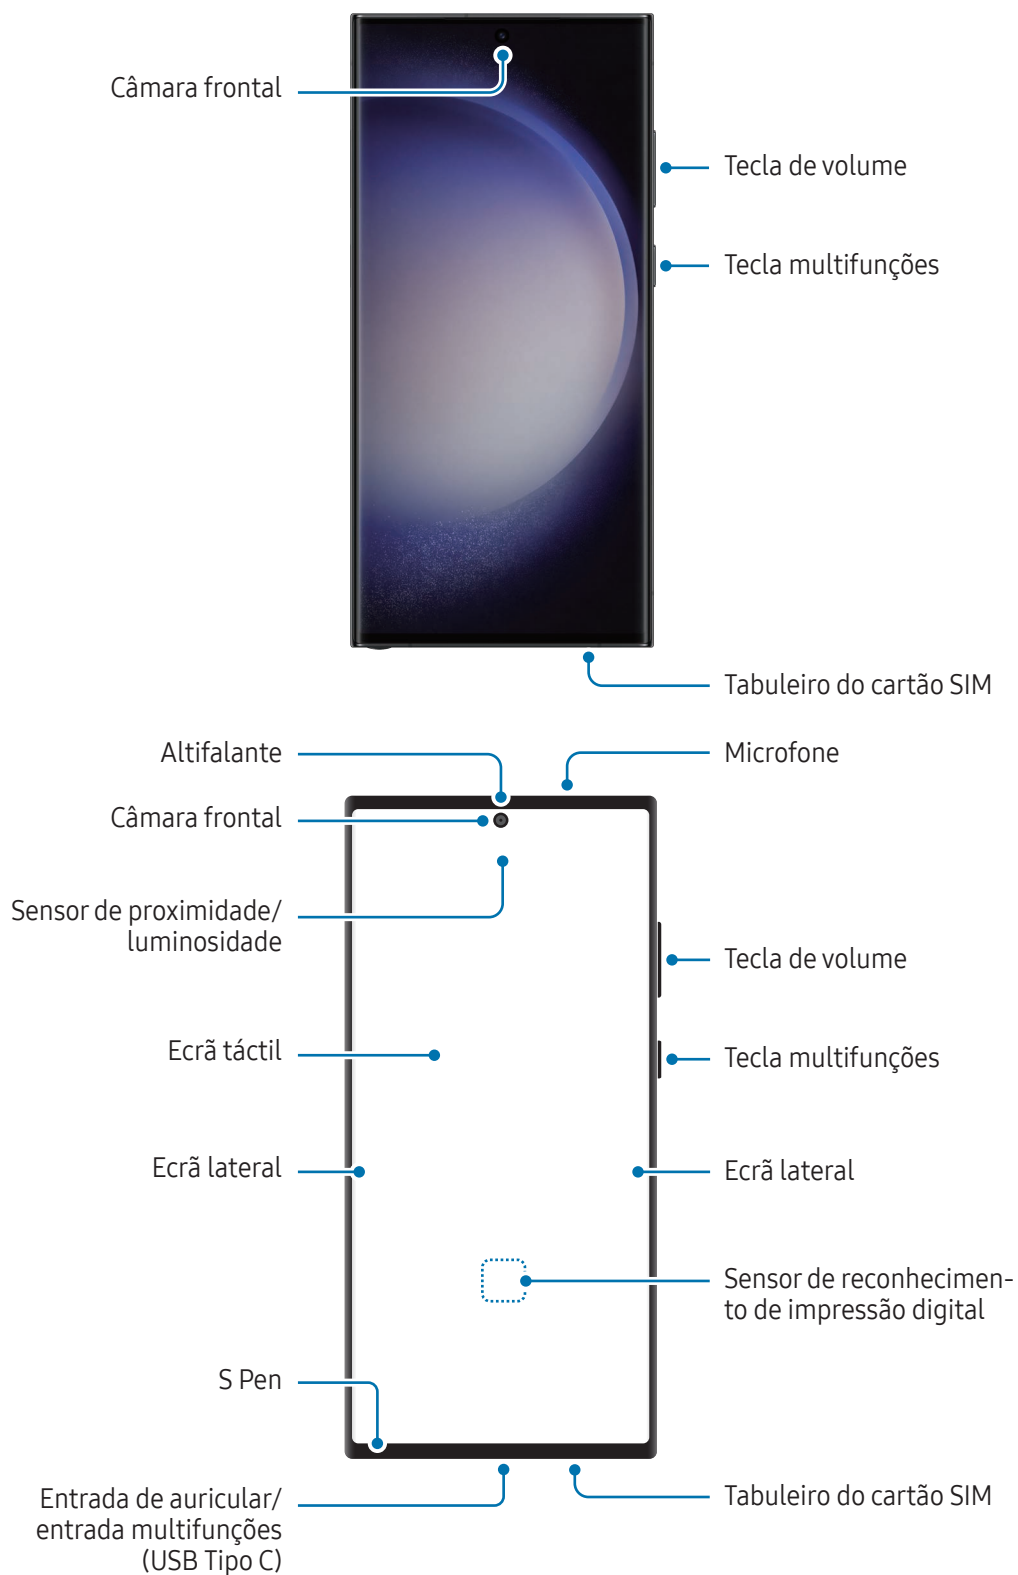 Câmara frontal
Tecla de volume
Tecla multifunções
Tabuleiro do cartão SIM
Altifalante
Microfone
Câmara frontal
Sensor de proximidade/
luminosidade
Tecla de volume
Ecrã táctil
Tecla multifunções
Ecrã lateral
Ecrã lateral
Sensor de reconhecimen-
to de impressão digital
S Pen
Entrada de auricular/
entrada multifunções
(USB Tipo C)
Tabuleiro do cartão SIM